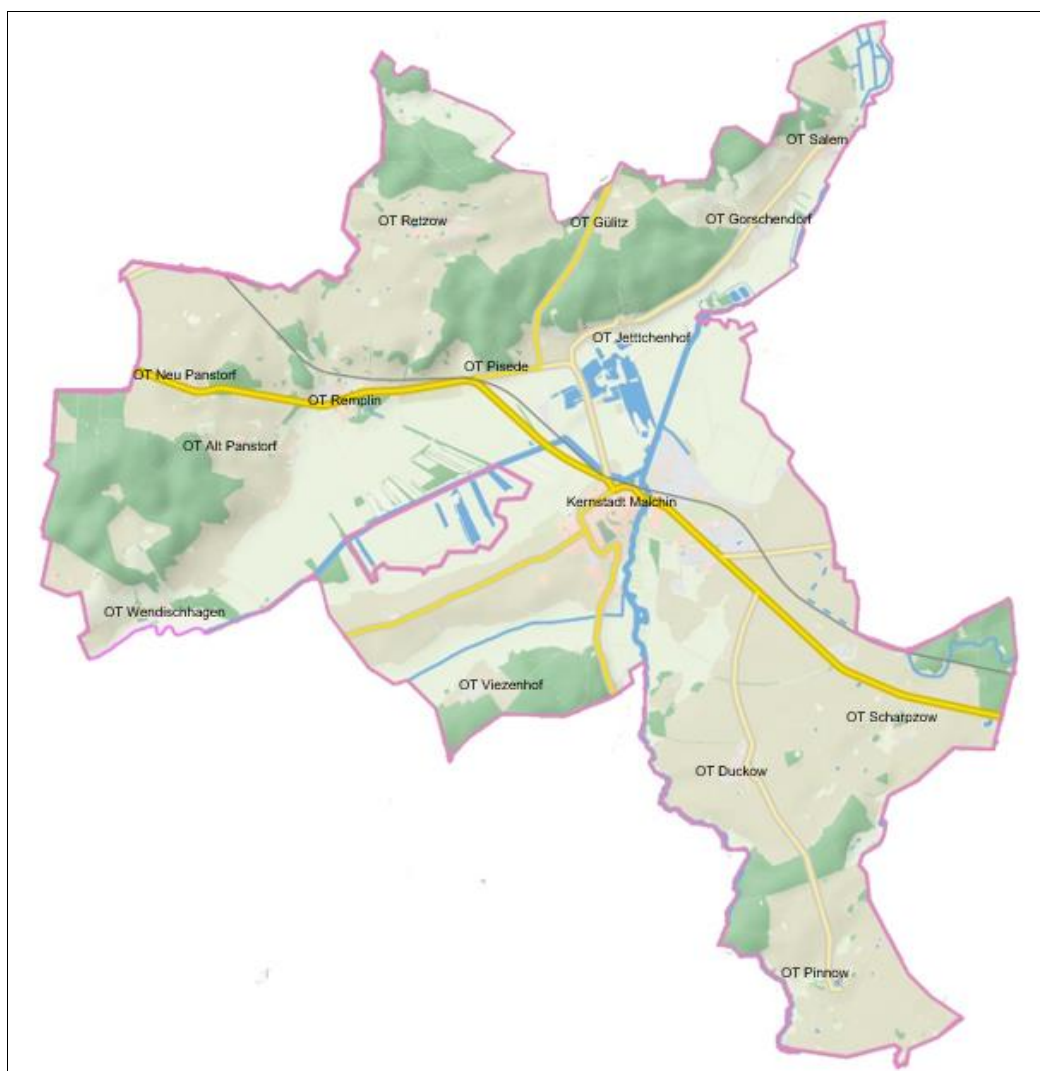 OT Salem
OT Gorschendorf
OT Retzow
OT Gülitz
OT Jetttchenhof
OT Pisede
OT Neu Panstorf
OT Remplin
OT Alt Panstorf
Kernstadt Malchin
OT Wendischhagen
OT Viezenhof
OT Scharpzow
OT Duckow
OT Pinnow